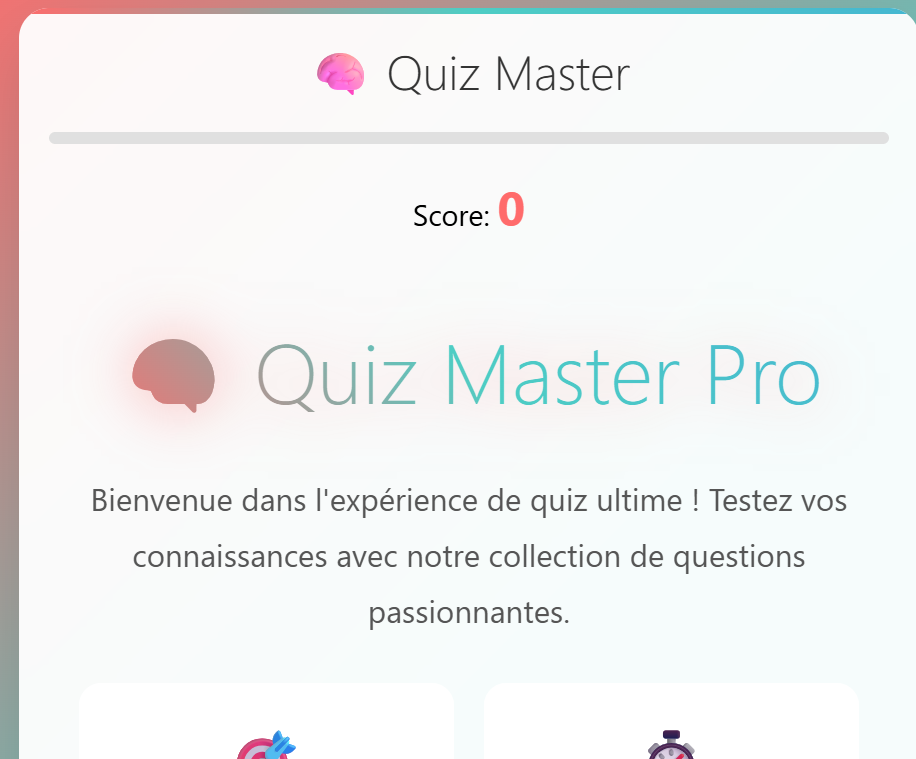 Quiz Master
Score: 0
Quiz Master Pro
Bienvenue dans l'expérience de quiz ultime ! Testez vos
connaissances avec notre collection de questions
passionnantes.